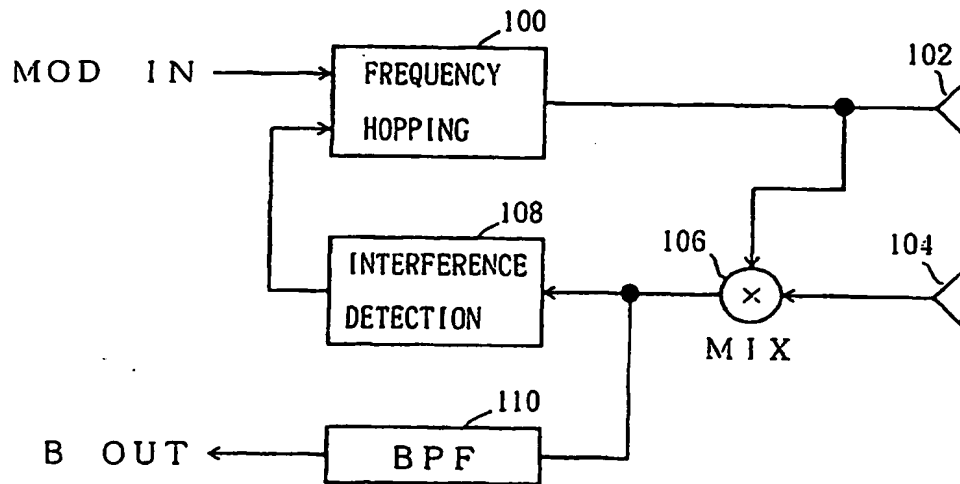 100
MOD IN
FREQUENCY
HOPPING
102
108
INTERFERENCE
DETECTION
106
×
MIX
104
110
B OUT
BPF